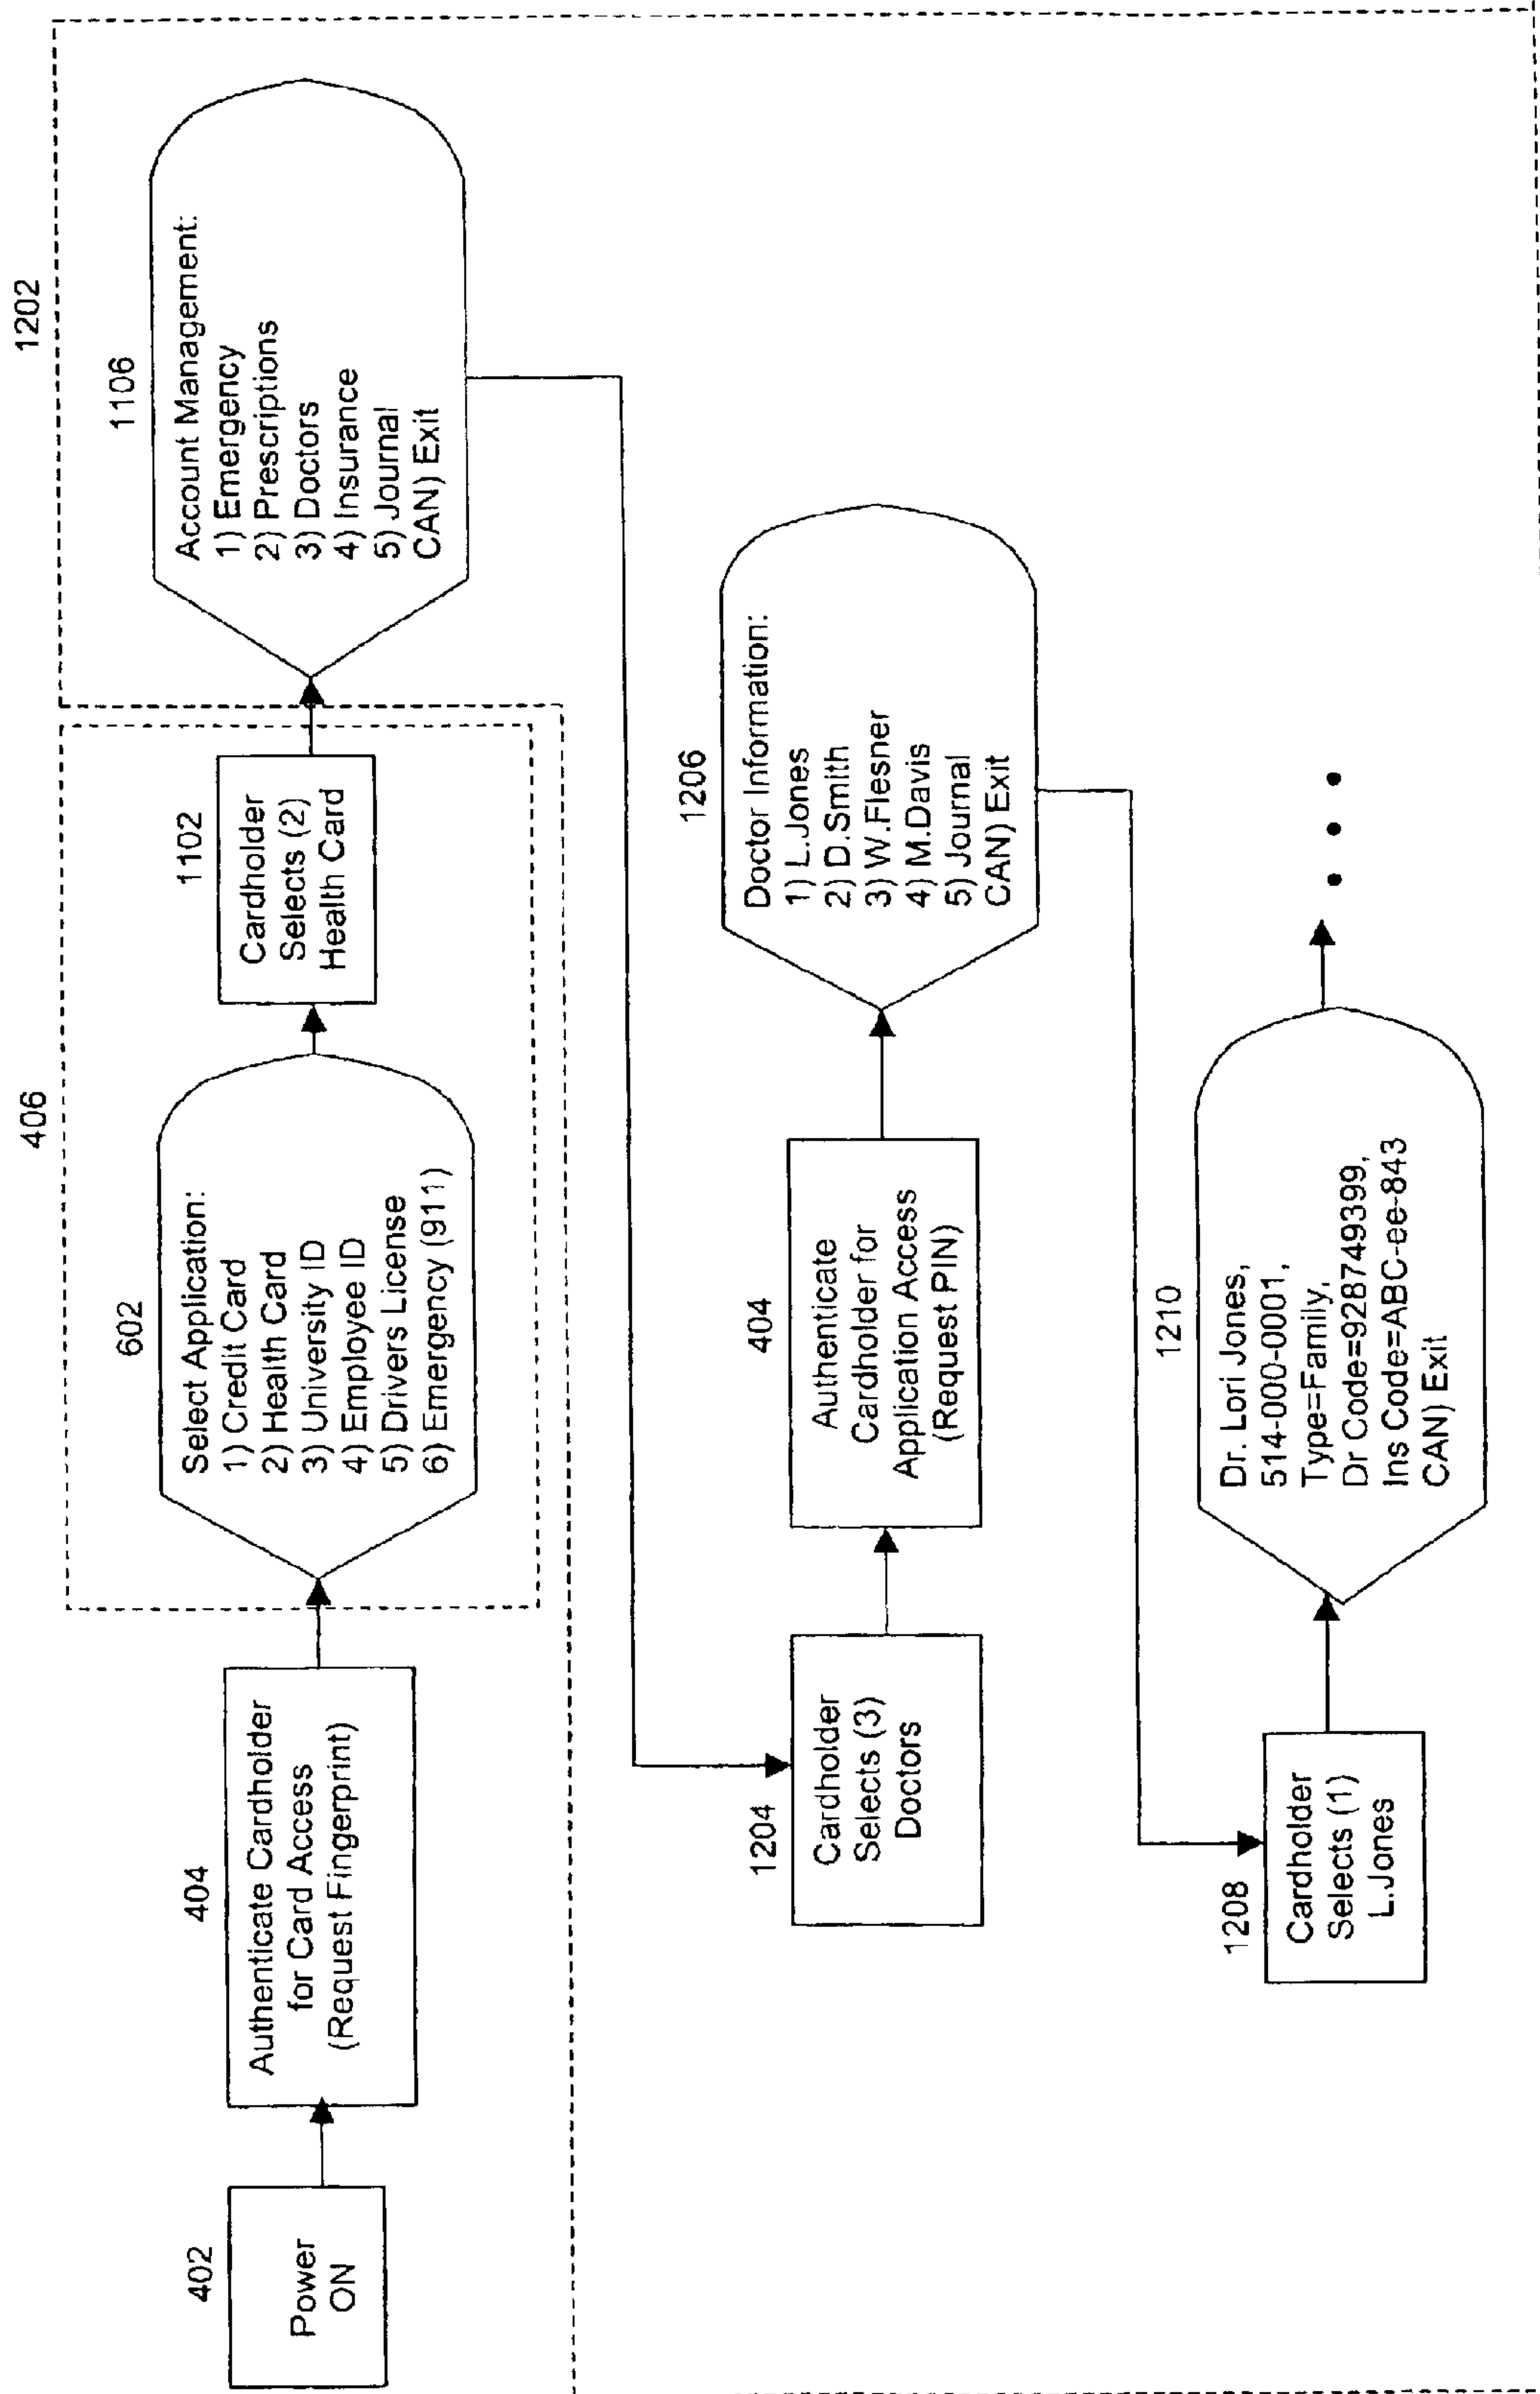 402
Power
ON
404
Authenticate Cardholder
for Card Access
(Request Fingerprint)
406
602
Select Application:
1) Credit Card
2) Health Card
3) University ID
4) Employee ID
5) Drivers License
6) Emergency (911)
1102
Cardholder
Selects (2)
Health Card
1202
1106
Account Management:
1) Emergency
2) Prescriptions
3) Doctors
4) Insurance
5) Journal
CAN) Exit
1204
Cardholder
Selects (3)
Doctors
404
Authenticate
Cardholder for
Application Access
(Request PIN)
1206
Doctor Information:
1) L.Jones
2) D.Smith
3) W.Flesner
4) M.Davis
5) Journal
CAN) Exit
1208
Cardholder
Selects (1)
L.Jones
1210
Dr. Lori Jones,
514-000-0001,
Type=Family,
Dr Code=928749399,
Ins Code=ABC-ee-843
CAN) Exit